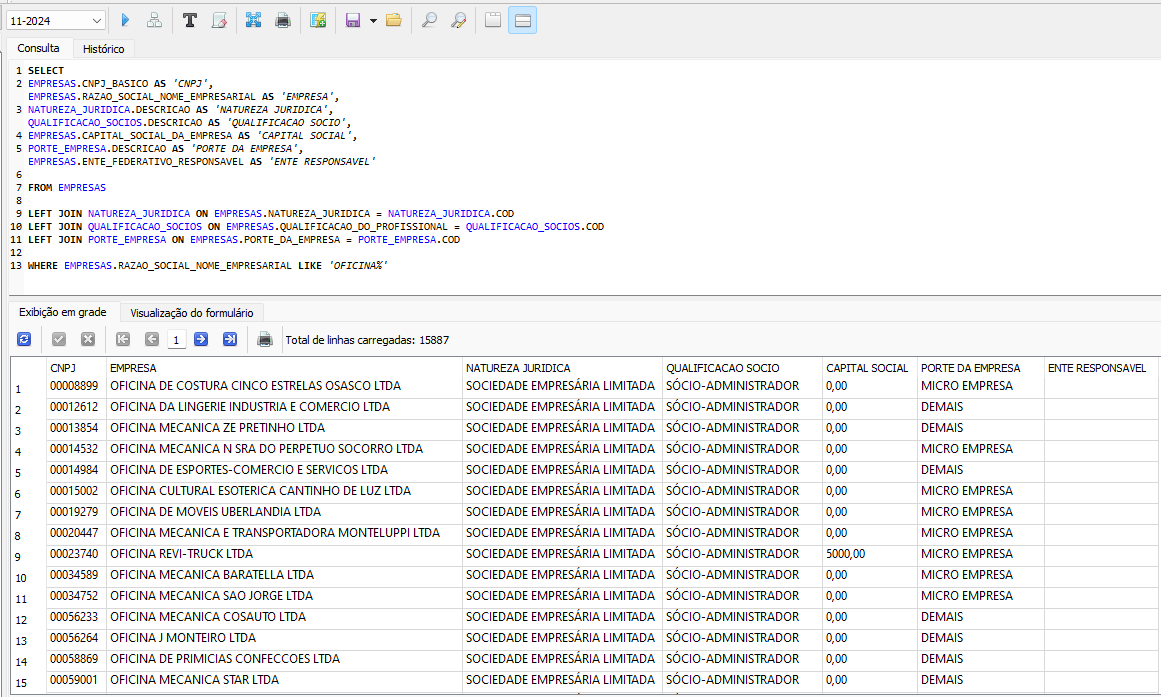 11-2024
Consulta Histórico
1 SELECT
2 EMPRESAS.CNPJ_BASICO AS 'CNPJ',
EMPRESAS.RAZAO_SOCIAL_NOME_EMPRESARIAL AS 'EMPRESA',
3 NATUREZA_JURIDICA.DESCRICAO AS 'NATUREZA JURIDICA',
QUALIFICACAO_SOCIOS.DESCRICAO AS 'QUALIFICACAO SOCIO',
4 EMPRESAS.CAPITAL_SOCIAL_DA_EMPRESA AS 'CAPITAL SOCIAL',
5 PORTE_EMPRESA.DESCRICAO AS 'PORTE DA EMPRESA',
EMPRESAS.ENTE_FEDERATIVO_RESPONSAVEL AS 'ENTE RESPONSAVEL'
6
7 FROM EMPRESAS
8
9 LEFT JOIN NATUREZA_JURIDICA ON EMPRESAS.NATUREZA_JURIDICA = NATUREZA_JURIDICA.COD
10 LEFT JOIN QUALIFICACAO_SOCIOS ON EMPRESAS.QUALIFICACAO_DO_PROFISSIONAL = QUALIFICACAO_SOCIOS.COD
11 LEFT JOIN PORTE_EMPRESA ON EMPRESAS.PORTE_DA_EMPRESA = PORTE_EMPRESA.COD
12
13 WHERE EMPRESAS.RAZAO_SOCIAL_NOME_EMPRESARIAL LIKE 'OFICINA%'
Exibição em grade Visualização do formulário
1 Total de linhas carregadas: 15887
CNPJ EMPRESA NATUREZA JURIDICA QUALIFICACAO SOCIO CAPITAL SOCIAL PORTE DA EMPRESA ENTE RESPONSAVEL
1 00008899 OFICINA DE COSTURA CINCO ESTRELAS OSASCO LTDA SOCIEDADE EMPRESÁRIA LIMITADA SÓCIO-ADMINISTRADOR 0,00 MICRO EMPRESA
2 00012612 OFICINA DA LINGERIE INDUSTRIA E COMERCIO LTDA SOCIEDADE EMPRESÁRIA LIMITADA SÓCIO-ADMINISTRADOR 0,00 DEMAIS
3 00013854 OFICINA MECANICA ZE PRETINHO LTDA SOCIEDADE EMPRESÁRIA LIMITADA SÓCIO-ADMINISTRADOR 0,00 DEMAIS
4 00014532 OFICINA MECANICA N SRA DO PERPETUO SOCORRO LTDA SOCIEDADE EMPRESÁRIA LIMITADA SÓCIO-ADMINISTRADOR 0,00 MICRO EMPRESA
5 00014984 OFICINA DE ESPORTES-COMERCIO E SERVICOS LTDA SOCIEDADE EMPRESÁRIA LIMITADA SÓCIO-ADMINISTRADOR 0,00 DEMAIS
6 00015002 OFICINA CULTURAL ESOTERICA CANTINHO DE LUZ LTDA SOCIEDADE EMPRESÁRIA LIMITADA SÓCIO-ADMINISTRADOR 0,00 MICRO EMPRESA
7 00019279 OFICINA DE MOVEIS UBERLANDIA LTDA SOCIEDADE EMPRESÁRIA LIMITADA SÓCIO-ADMINISTRADOR 0,00 MICRO EMPRESA
8 00020447 OFICINA MECANICA E TRANSPORTADORA MONTELUPPI LTDA SOCIEDADE EMPRESÁRIA LIMITADA SÓCIO-ADMINISTRADOR 0,00 MICRO EMPRESA
9 00023740 OFICINA REVI-TRUCK LTDA SOCIEDADE EMPRESÁRIA LIMITADA SÓCIO-ADMINISTRADOR 5000,00 MICRO EMPRESA
10 00034589 OFICINA MECANICA BARATELLA LTDA SOCIEDADE EMPRESÁRIA LIMITADA SÓCIO-ADMINISTRADOR 0,00 MICRO EMPRESA
11 00034752 OFICINA MECANICA SAO JORGE LTDA SOCIEDADE EMPRESÁRIA LIMITADA SÓCIO-ADMINISTRADOR 0,00 MICRO EMPRESA
12 00056233 OFICINA MECANICA COSAUTO LTDA SOCIEDADE EMPRESÁRIA LIMITADA SÓCIO-ADMINISTRADOR 0,00 DEMAIS
13 00056264 OFICINA J MONTEIRO LTDA SOCIEDADE EMPRESÁRIA LIMITADA SÓCIO-ADMINISTRADOR 0,00 DEMAIS
14 00058869 OFICINA DE PRIMICIAS CONFECCOES LTDA SOCIEDADE EMPRESÁRIA LIMITADA SÓCIO-ADMINISTRADOR 0,00 DEMAIS
15 00059001 OFICINA MECANICA STAR LTDA SOCIEDADE EMPRESÁRIA LIMITADA SÓCIO-ADMINISTRADOR 0,00 DEMAIS